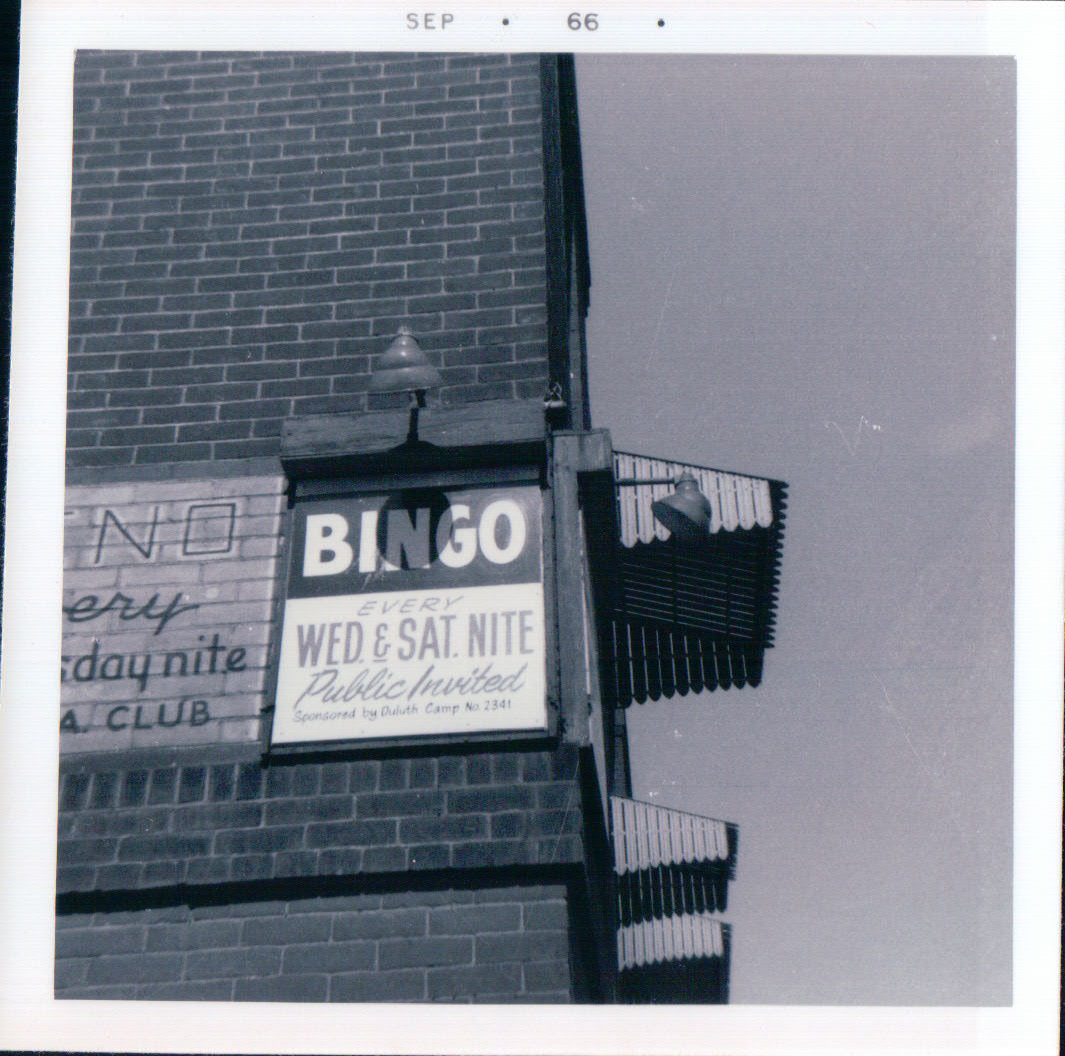 SEP • 66 •
NO
ery
sday nite
A. CLUB
BINGO
EVERY
WED. & SAT. NITE
Public Invited
Sponsored by Duluth Camp No. 2341